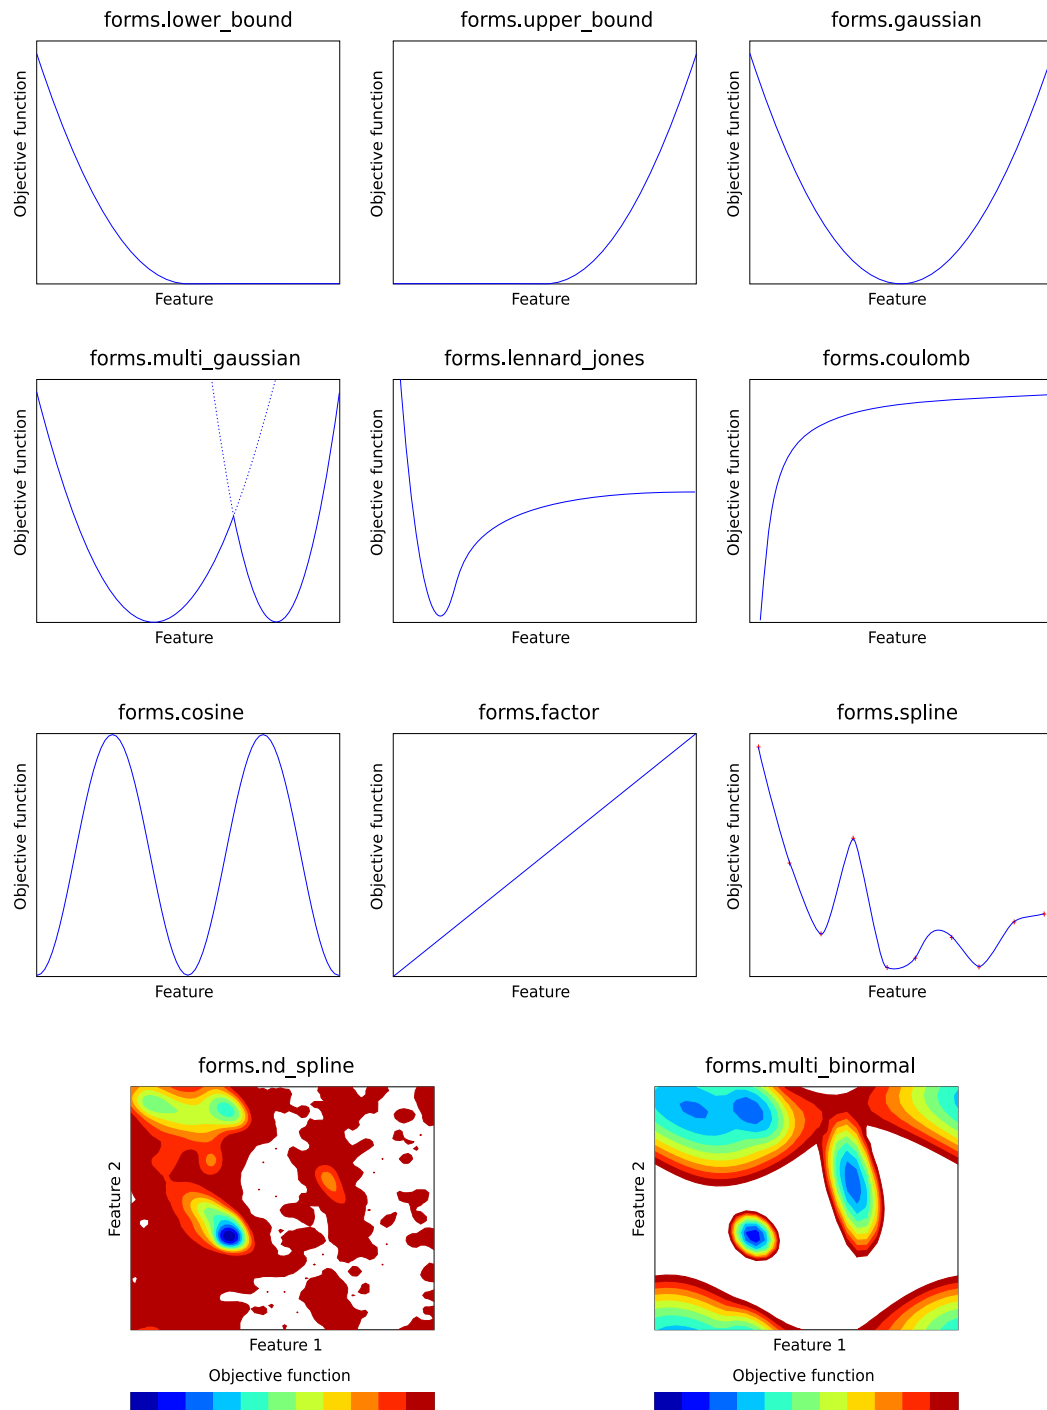 forms.lower_bound
forms.upper_bound
forms.gaussian
Objective function
Objective function
Objective function
Feature
Feature
Feature
forms.multi_gaussian
forms.lennard_jones
forms.coulomb
Objective function
Objective function
Objective function
Feature
Feature
Feature
forms.cosine
forms.factor
forms.spline
Objective function
Objective function
Objective function
Feature
Feature
Feature
forms.nd_spline
forms.multi_binormal
Feature 2
Feature 2
Feature 1
Feature 1
Objective function
Objective function